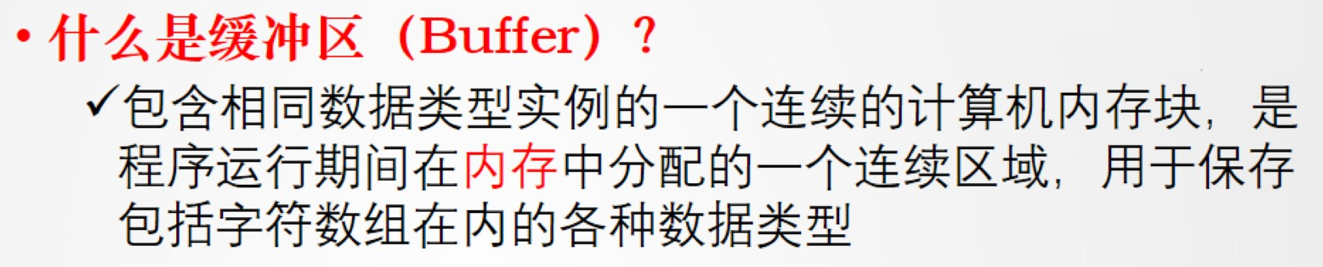 • 什么是缓冲区（Buffer）？
✓包含相同数据类型实例的一个连续的计算机内存块，是
程序运行期间在内存中分配的一个连续区域，用于保存
包括字符数组在内的各种数据类型